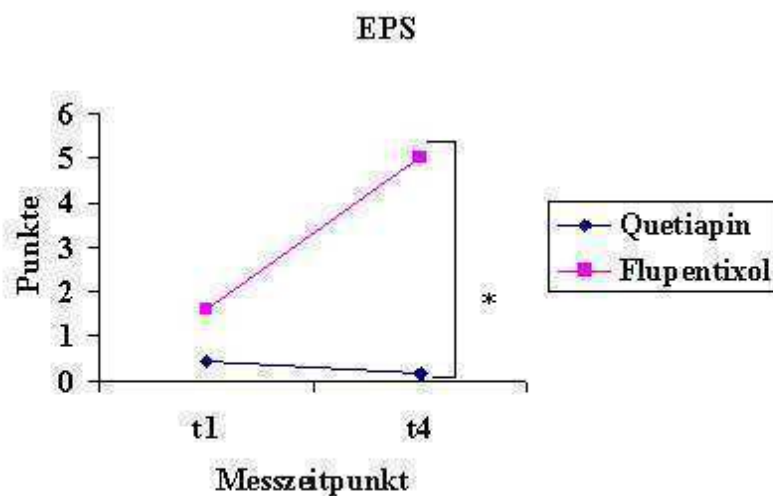 EPS
6
5
4
3
2
1
0
Punkte
t1
t4
Messzeitpunkt
*
Quetiapin
Flupentixol